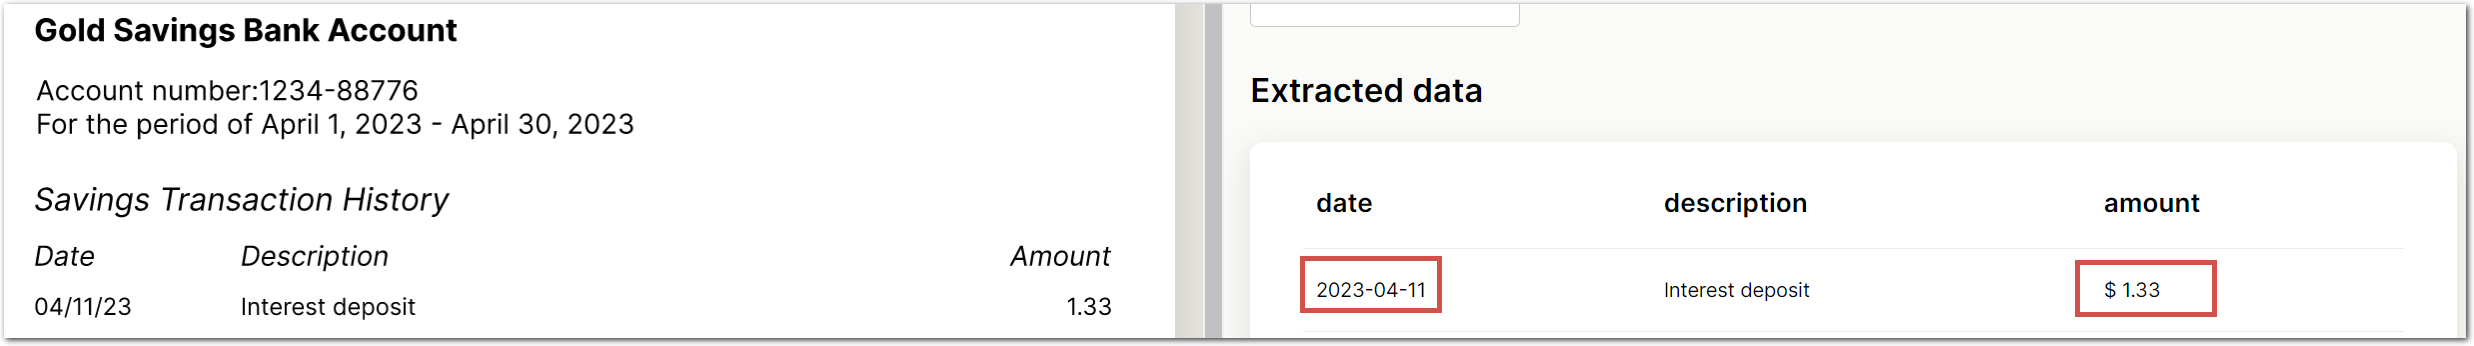 Gold Savings Bank Account
Account number:1234-88776
For the period of April 1, 2023 - April 30, 2023
Savings Transaction History
Date Description Amount
04/11/23 Interest deposit 1.33
Extracted data
date description amount
2023-04-11 Interest deposit $ 1.33